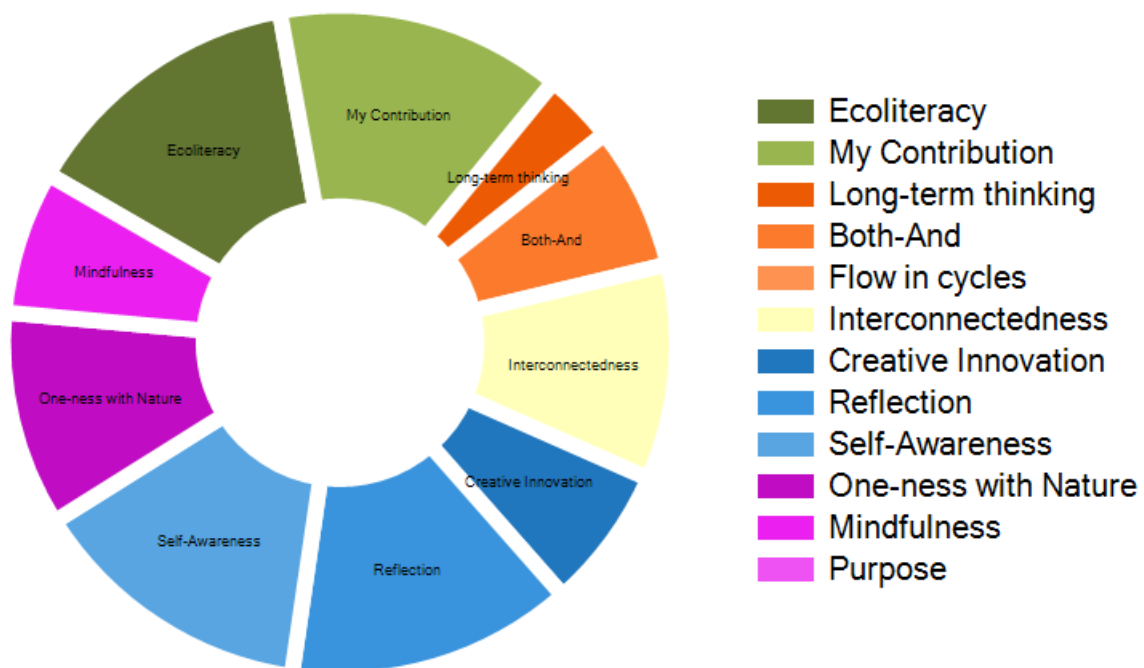 My Contribution
Ecoliteracy
Long-term thinking
Both-And
Mindfulness
Interconnectedness
One-ness with Nature
Creative Innovation
Self-Awareness
Reflection
Ecoliteracy
My Contribution
Long-term thinking
Both-And
Flow in cycles
Interconnectedness
Creative Innovation
Reflection
Self-Awareness
One-ness with Nature
Mindfulness
Purpose